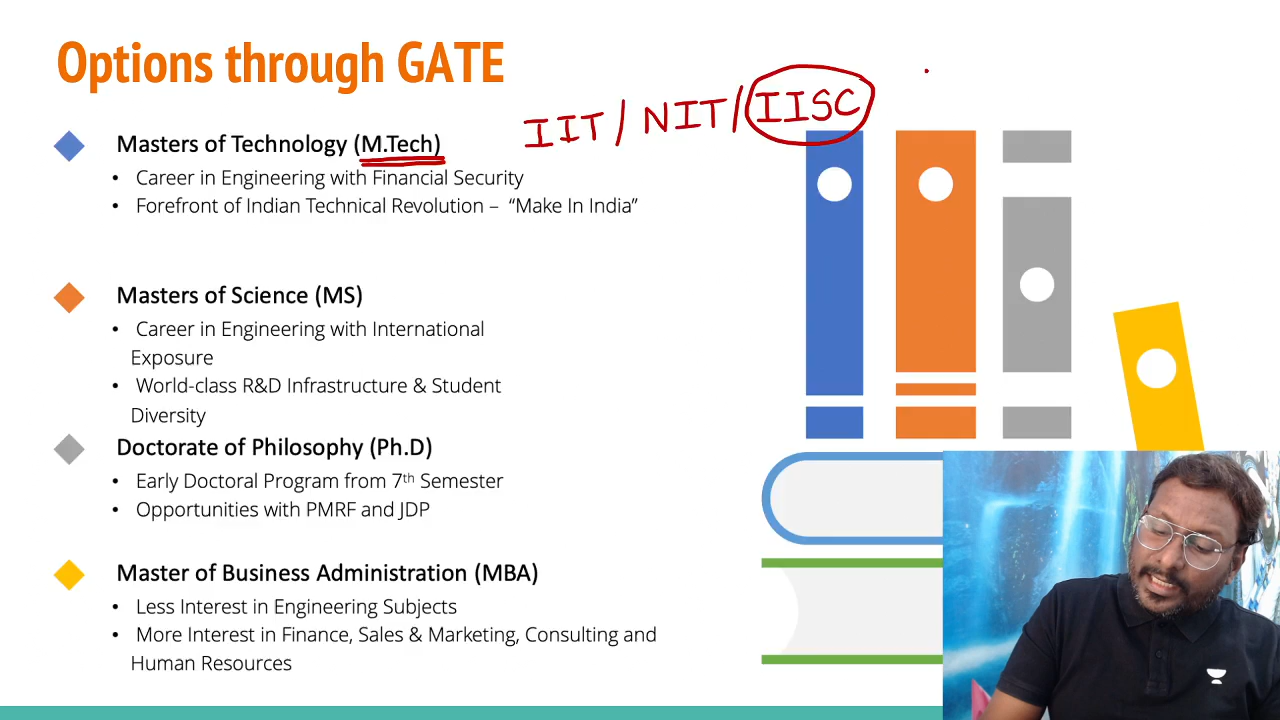 Options through GATE
IIT / NIT / IISC
Masters of Technology (M.Tech)
• Career in Engineering with Financial Security
• Forefront of Indian Technical Revolution – “Make In India”
Masters of Science (MS)
• Career in Engineering with International
Exposure
• World-class R&D Infrastructure & Student
Diversity
Doctorate of Philosophy (Ph.D)
• Early Doctoral Program from 7th Semester
• Opportunities with PMRF and JDP
Master of Business Administration (MBA)
• Less Interest in Engineering Subjects
• More Interest in Finance, Sales & Marketing, Consulting and
Human Resources